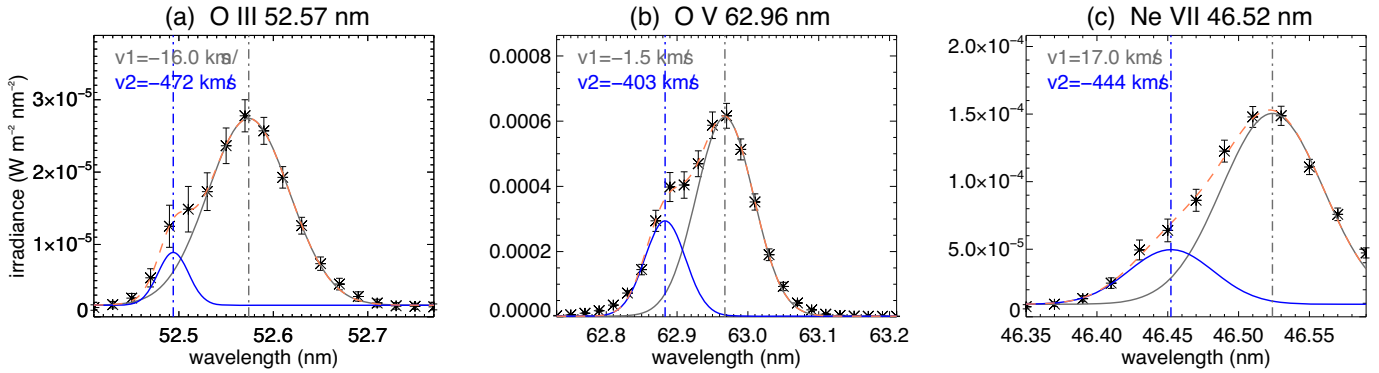 (a) O III 52.57 nm
v1=−16.0 km/s
v2=−472 km/s
irradiance (W m⁻² nm⁻²)
3×10⁻⁵
2×10⁻⁵
1×10⁻⁵
0
52.5 52.6 52.7
wavelength (nm)
(b) O V 62.96 nm
v1=−1.5 km/s
v2=−403 km/s
0.0008
0.0006
0.0004
0.0002
0.0000
62.8 62.9 63.0 63.1 63.2
wavelength (nm)
(c) Ne VII 46.52 nm
v1=17.0 km/s
v2=−444 km/s
2.0×10⁻⁴
1.5×10⁻⁴
1.0×10⁻⁴
5.0×10⁻⁵
0
46.35 46.40 46.45 46.50 46.55
wavelength (nm)